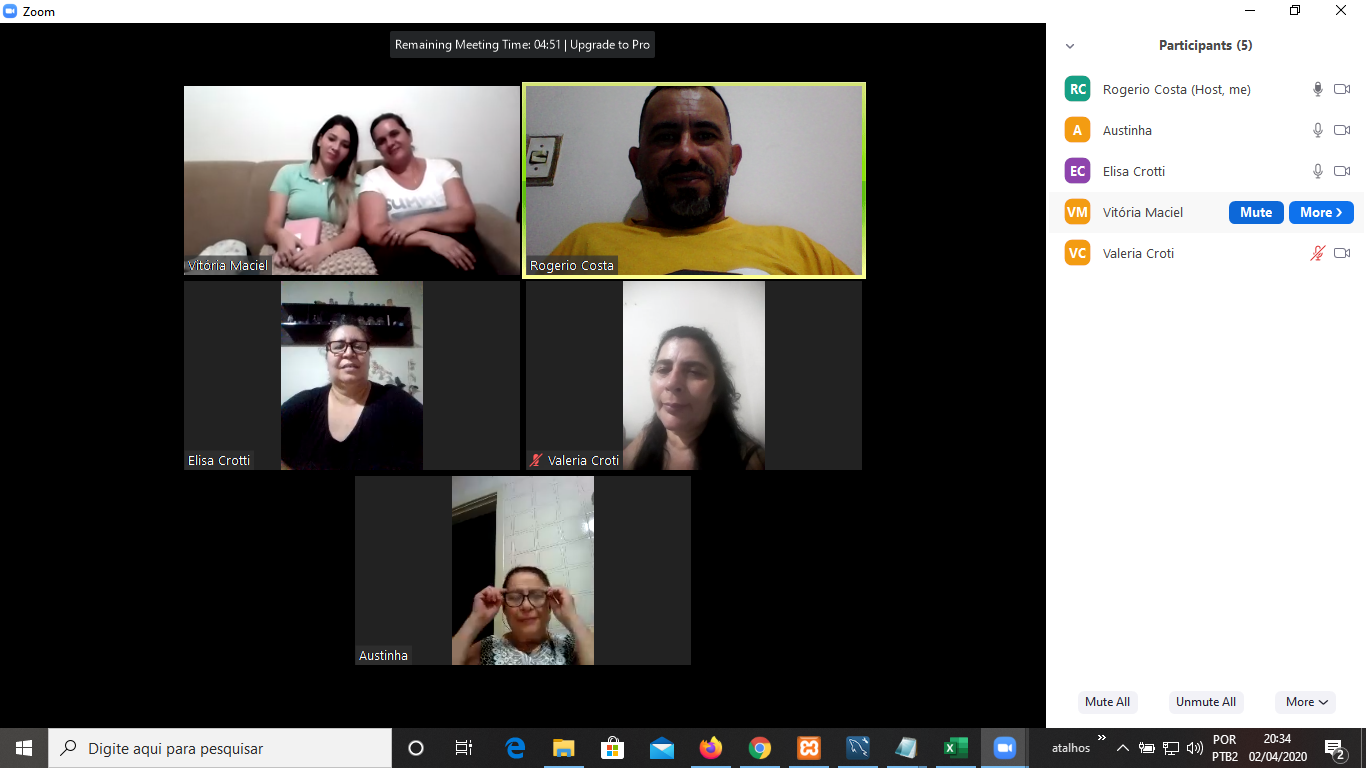 Zoom
Remaining Meeting Time: 04:51 | Upgrade to Pro
Participants (5)
RC Rogerio Costa (Host, me)
A Austinha
EC Elisa Crotti
VM Vitória Maciel Mute More
VC Valeria Croti
Vitória Maciel
Rogerio Costa
SUMM
Elisa Crotti
Valeria Croti
Austinha
Mute All Unmute All More
Digite aqui para pesquisar
atalhos
POR
PTB2
20:34
02/04/2020
2